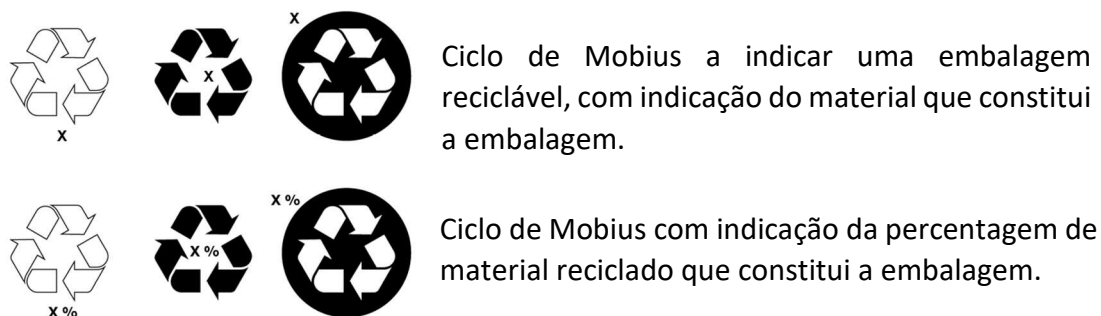 X
X
X
Ciclo de Mobius a indicar uma embalagem
reciclável, com indicação do material que constitui
a embalagem.
X %
X %
X %
Ciclo de Mobius com indicação da percentagem de
material reciclado que constitui a embalagem.